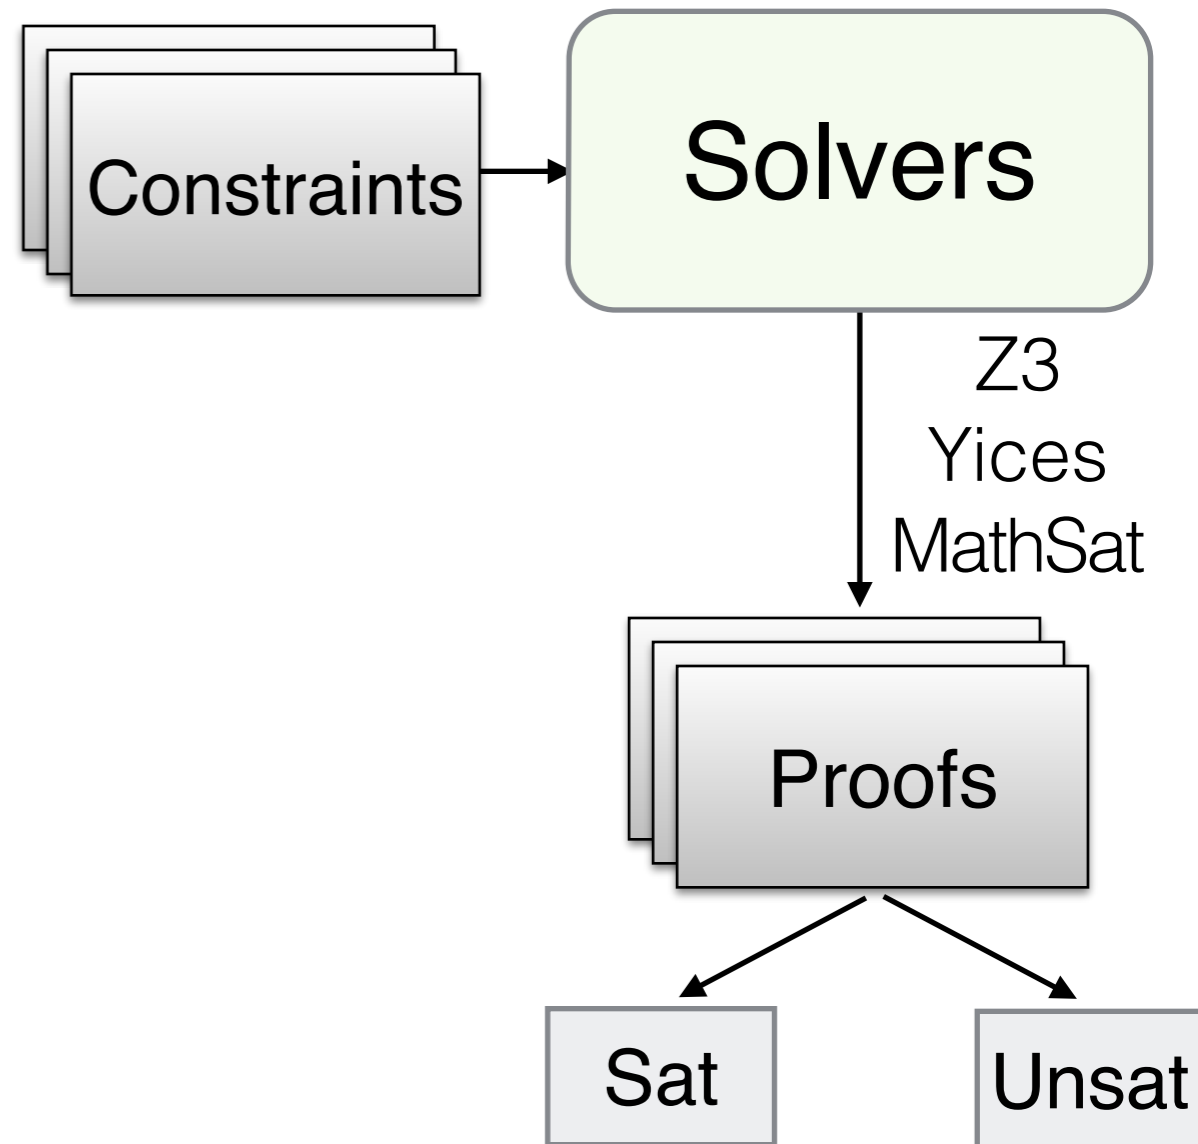 Constraints
Solvers
Z3
Yices
MathSat
Proofs
Sat
Unsat